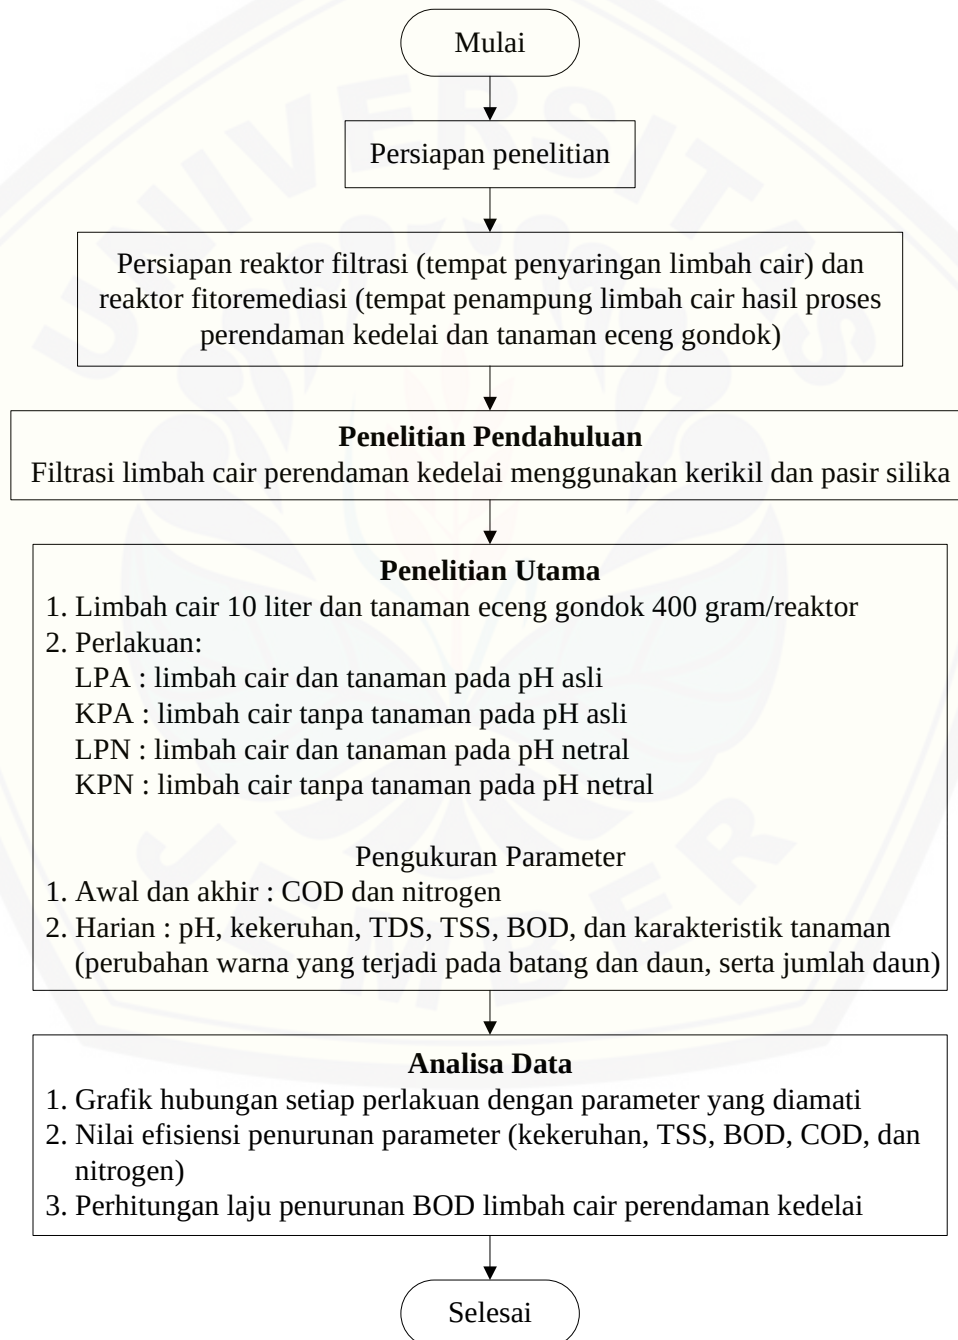 Mulai
Persiapan penelitian
Persiapan reaktor filtrasi (tempat penyaringan limbah cair) dan
reaktor fitoremediasi (tempat penampung limbah cair hasil proses
perendaman kedelai dan tanaman eceng gondok)
Penelitian Pendahuluan
Filtrasi limbah cair perendaman kedelai menggunakan kerikil dan pasir silika
Penelitian Utama
1. Limbah cair 10 liter dan tanaman eceng gondok 400 gram/reaktor
2. Perlakuan:
LPA : limbah cair dan tanaman pada pH asli
KPA : limbah cair tanpa tanaman pada pH asli
LPN : limbah cair dan tanaman pada pH netral
KPN : limbah cair tanpa tanaman pada pH netral
Pengukuran Parameter
1. Awal dan akhir : COD dan nitrogen
2. Harian : pH, kekeruhan, TDS, TSS, BOD, dan karakteristik tanaman
(perubahan warna yang terjadi pada batang dan daun, serta jumlah daun)
Analisa Data
1. Grafik hubungan setiap perlakuan dengan parameter yang diamati
2. Nilai efisiensi penurunan parameter (kekeruhan, TSS, BOD, COD, dan
nitrogen)
3. Perhitungan laju penurunan BOD limbah cair perendaman kedelai
Selesai
UNIVERSITAS
JEMBER